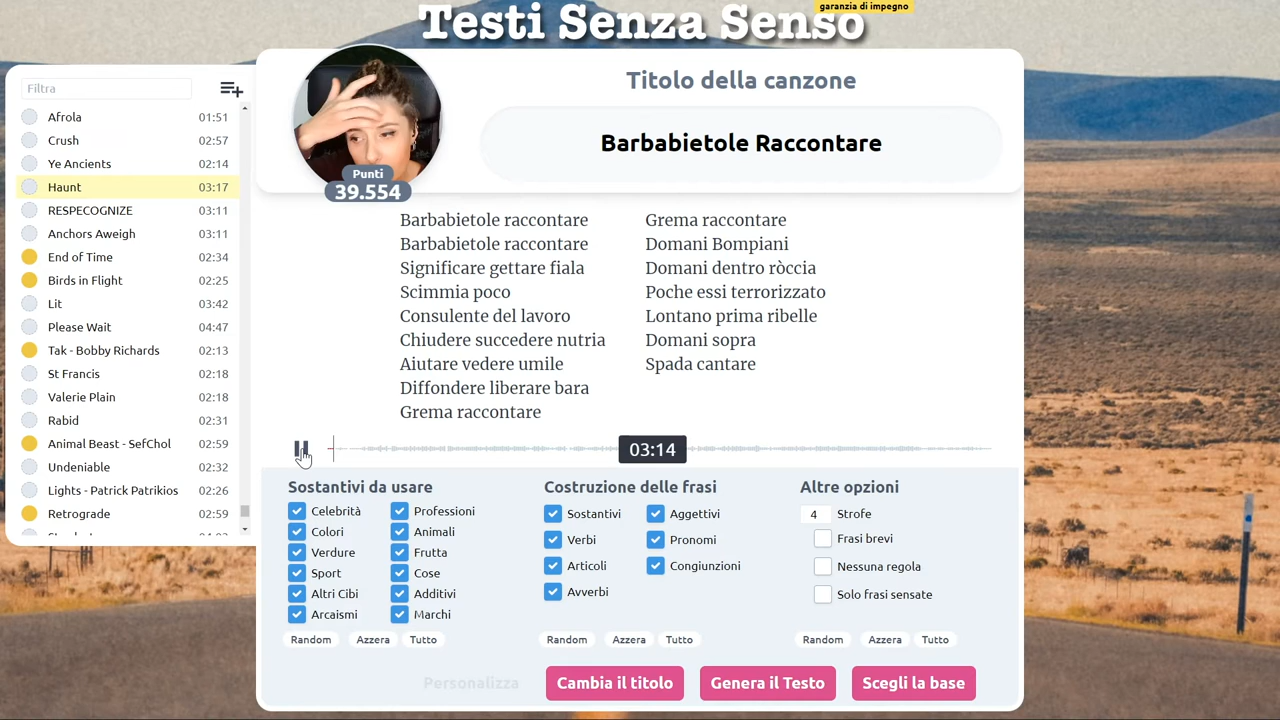 garanzia di impegno
Testi Senza Senso
Filtra
Afrola 01:51
Crush 02:57
Ye Ancients 02:14
Haunt 03:17
RESPECOGNIZE 03:11
Anchors Aweigh 03:11
End of Time 02:34
Birds in Flight 02:25
Lit 03:42
Please Wait 04:47
Tak - Bobby Richards 02:13
St Francis 02:18
Valerie Plain 02:18
Rabid 02:31
Animal Beast - SefChol 02:59
Undeniable 02:32
Lights - Patrick Patrikios 02:26
Retrograde 02:59
Titolo della canzone
Barbabietole Raccontare
Punti
39.554
Barbabietole raccontare
Barbabietole raccontare
Significare gettare fiala
Scimmia poco
Consulente del lavoro
Chiudere succedere nutria
Aiutare vedere umile
Diffondere liberare bara
Grema raccontare
Grema raccontare
Domani Bompiani
Domani dentro ròccia
Poche essi terrorizzato
Lontano prima ribelle
Domani sopra
Spada cantare
03:14
Sostantivi da usare
Celebrità Professioni
Colori Animali
Verdure Frutta
Sport Cose
Altri Cibi Additivi
Arcaismi Marchi
Random Azzera Tutto
Costruzione delle frasi
Sostantivi Aggettivi
Verbi Pronomi
Articoli Congiunzioni
Avverbi
Random Azzera Tutto
Altre opzioni
4 Strofe
Frasi brevi
Nessuna regola
Solo frasi sensate
Random Azzera Tutto
Personalizza
Cambia il titolo
Genera il Testo
Scegli la base